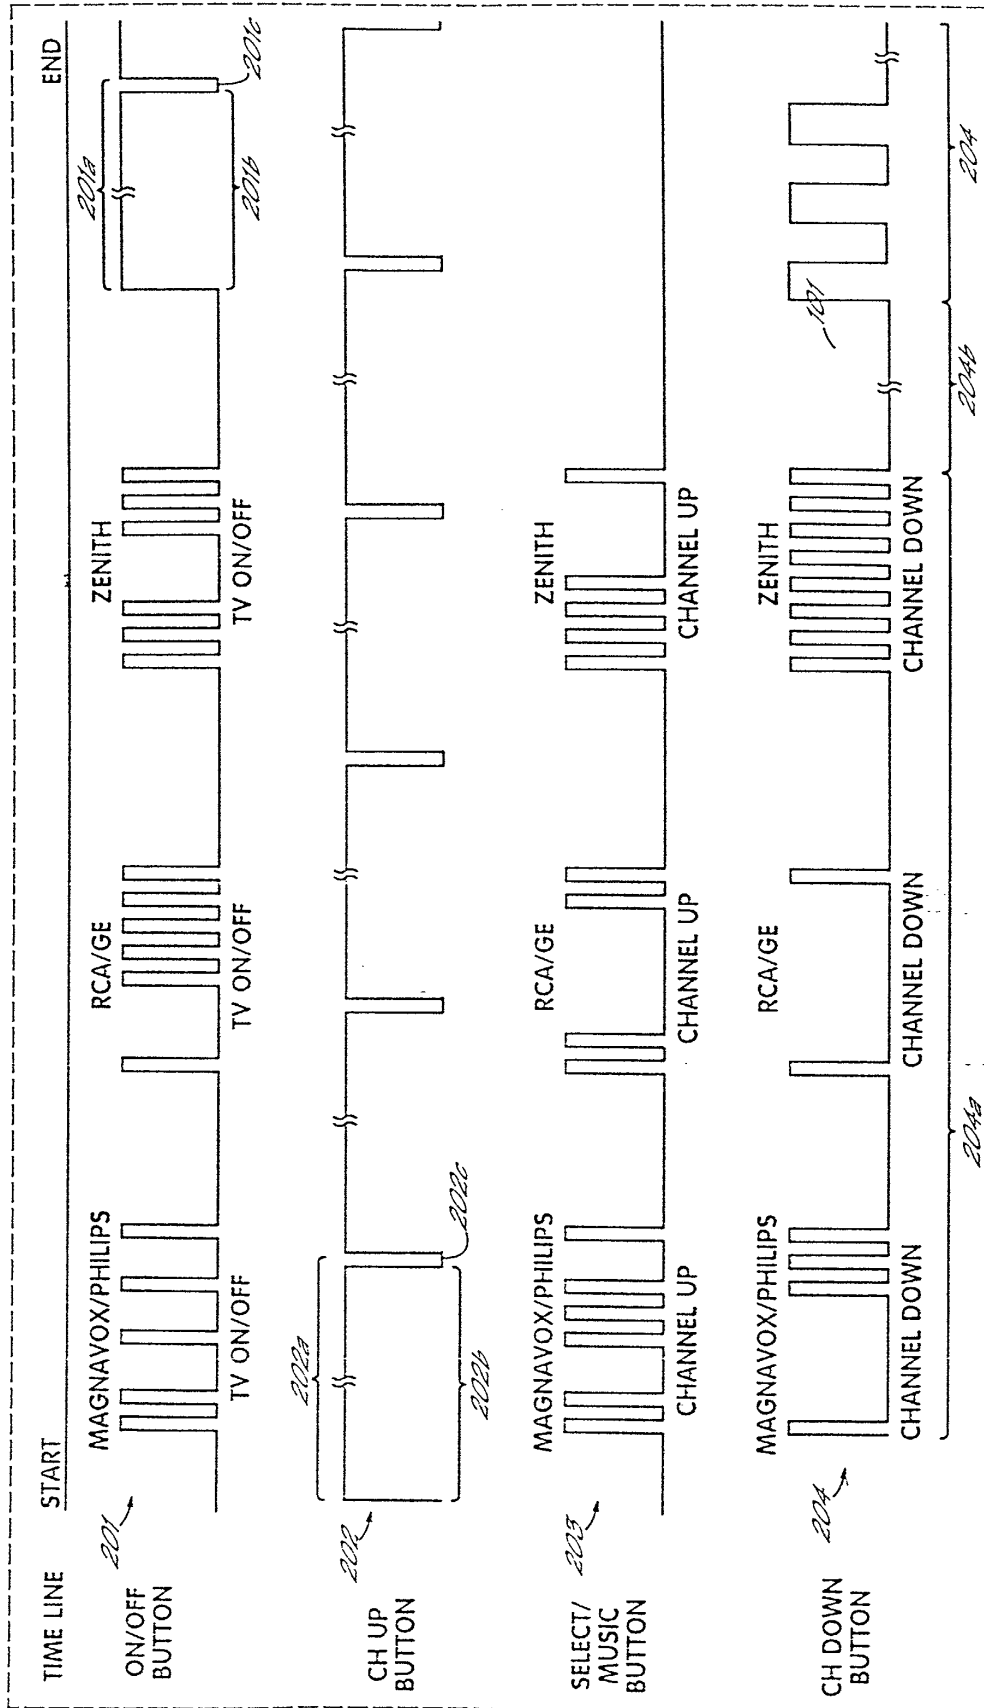 TIME LINE
START
END
ON/OFF
BUTTON
201
MAGNAVOX/PHILIPS
RCA/GE
ZENITH
TV ON/OFF
TV ON/OFF
TV ON/OFF
201a
201b
201c
CH UP
BUTTON
202
202a
202b
202c
SELECT/
MUSIC
BUTTON
203
MAGNAVOX/PHILIPS
RCA/GE
ZENITH
CHANNEL UP
CHANNEL UP
CHANNEL UP
CH DOWN
BUTTON
204
MAGNAVOX/PHILIPS
RCA/GE
ZENITH
101
CHANNEL DOWN
CHANNEL DOWN
CHANNEL DOWN
204a
204b
204